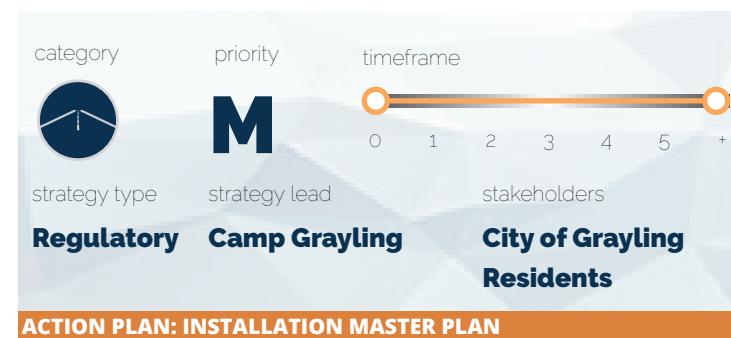 category priority timeframe
M
0 1 2 3 4 5 +
strategy type strategy lead stakeholders
Regulatory Camp Grayling City of Grayling
Residents
ACTION PLAN: INSTALLATION MASTER PLAN